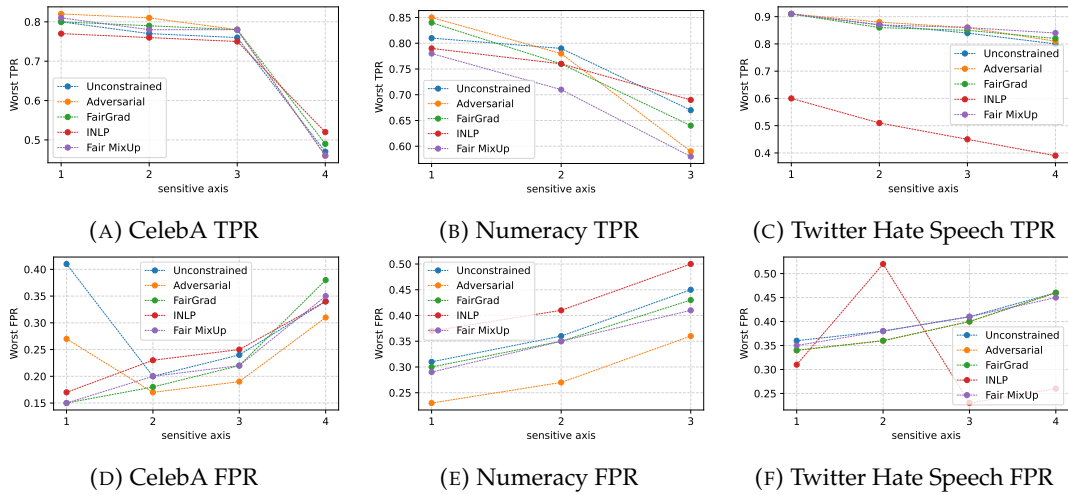 0.8
0.7
0.6
0.5
Worst TPR
Unconstrained
Adversarial
FairGrad
INLP
Fair MixUp
1 2 3 4
sensitive axis
(A) CelebA TPR
0.85
0.80
0.75
0.70
0.65
0.60
Worst TPR
Unconstrained
Adversarial
FairGrad
INLP
Fair MixUp
1 2 3
sensitive axis
(B) Numeracy TPR
0.9
0.8
0.7
0.6
0.5
0.4
Worst TPR
Unconstrained
Adversarial
FairGrad
INLP
Fair MixUp
1 2 3 4
sensitive axis
(C) Twitter Hate Speech TPR
0.40
0.35
0.30
0.25
0.20
0.15
Worst FPR
Unconstrained
Adversarial
FairGrad
INLP
Fair MixUp
1 2 3 4
sensitive axis
(D) CelebA FPR
0.50
0.45
0.40
0.35
0.30
0.25
Worst FPR
Unconstrained
Adversarial
FairGrad
INLP
Fair MixUp
1 2 3
sensitive axis
(E) Numeracy FPR
0.50
0.45
0.40
0.35
0.30
0.25
Worst FPR
Unconstrained
Adversarial
FairGrad
INLP
Fair MixUp
1 2 3 4
sensitive axis
(F) Twitter Hate Speech FPR